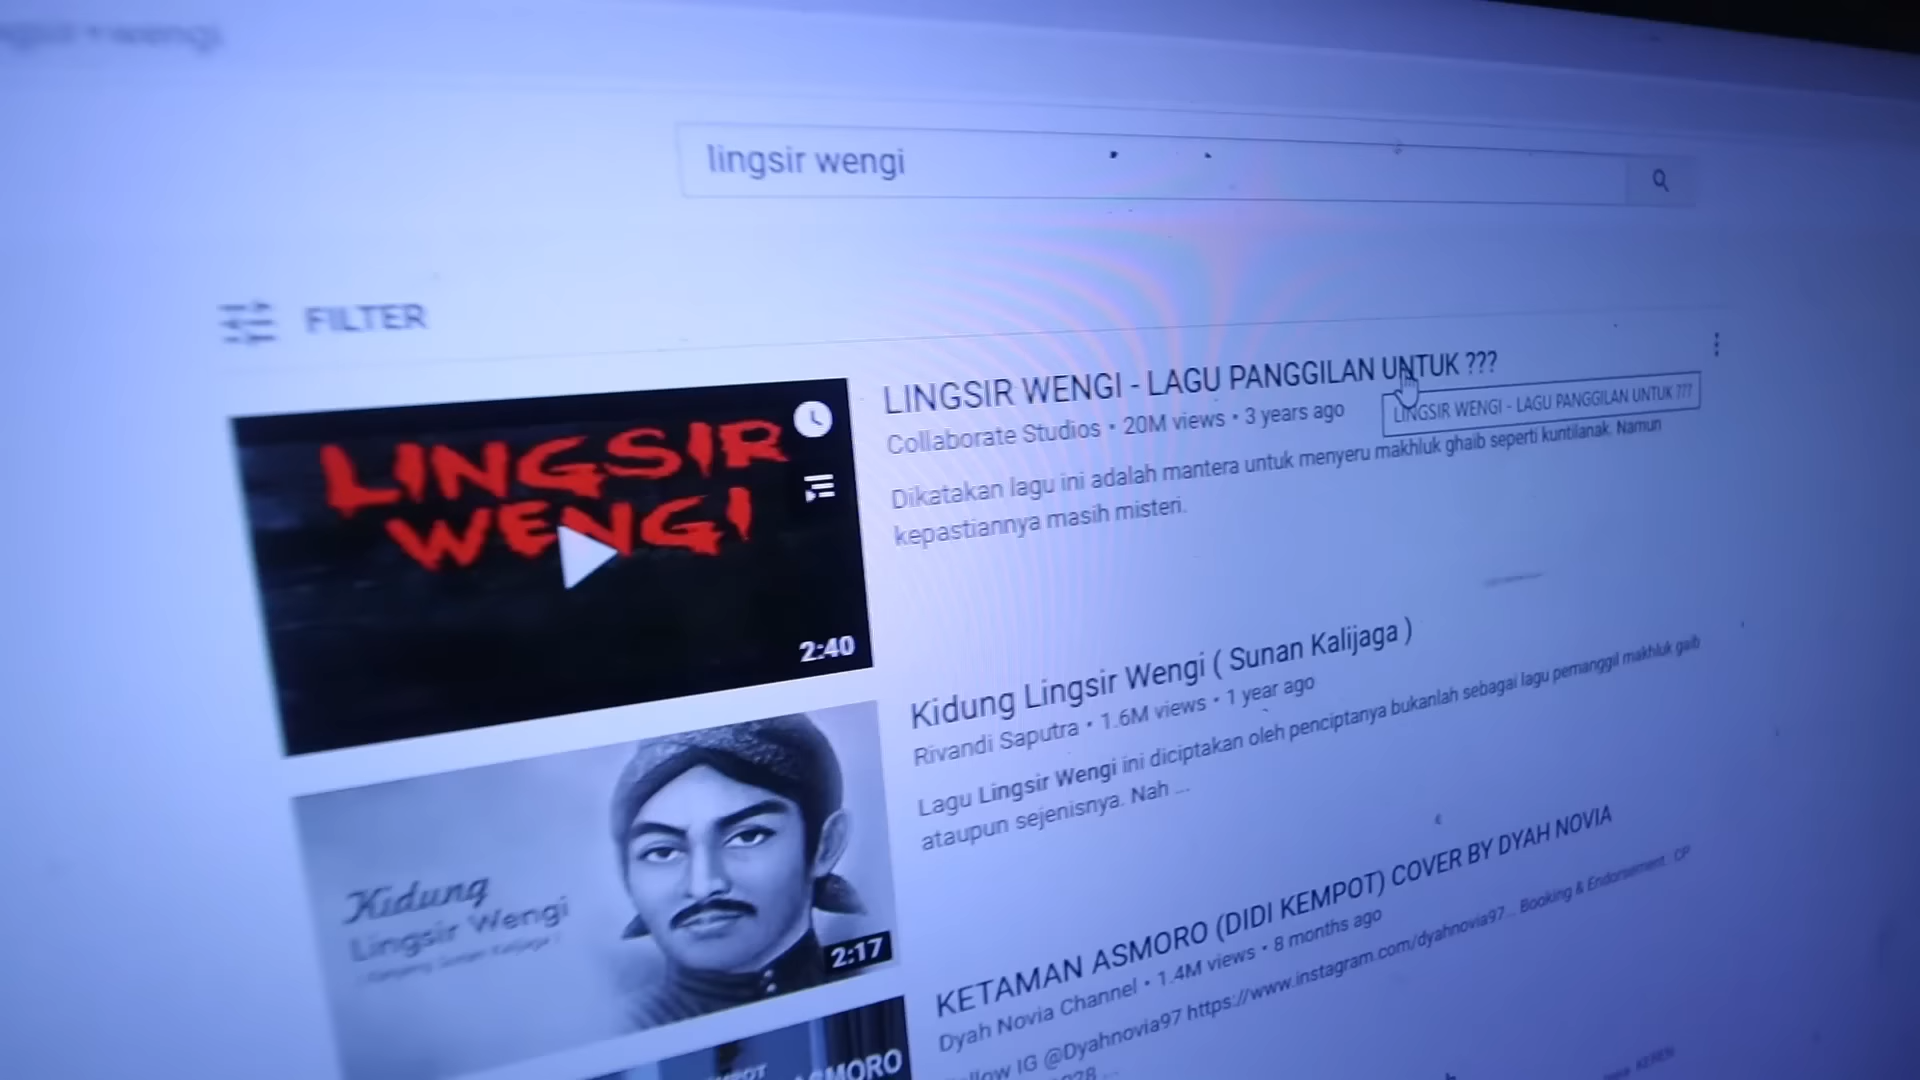 lingsir wengi
FILTER
LINGSIR
WENGI
2:40
LINGSIR WENGI - LAGU PANGGILAN UNTUK ???
Collaborate Studios • 20M views • 3 years ago
LINGSIR WENGI - LAGU PANGGILAN UNTUK ???
Dikatakan lagu ini adalah mantera untuk menyeru makhluk ghaib seperti kuntilanak. Namun
kepastiannya masih misteri.
Kidung
Lingsir Wengi
2:17
Kidung Lingsir Wengi ( Sunan Kalijaga )
Rivandi Saputra • 1.6M views • 1 year ago
Lagu Lingsir Wengi ini diciptakan oleh penciptanya bukanlah sebagai lagu pemanggil makhluk gaib
ataupun sejenisnya. Nah ...
KETAMAN ASMORO (DIDI KEMPOT) COVER BY DYAH NOVIA
Dyah Novia Channel • 1.4M views • 8 months ago
IG @Dyahnovia97 https://www.instagram.com/dyahnovia97... Booking & Endorsement. CP